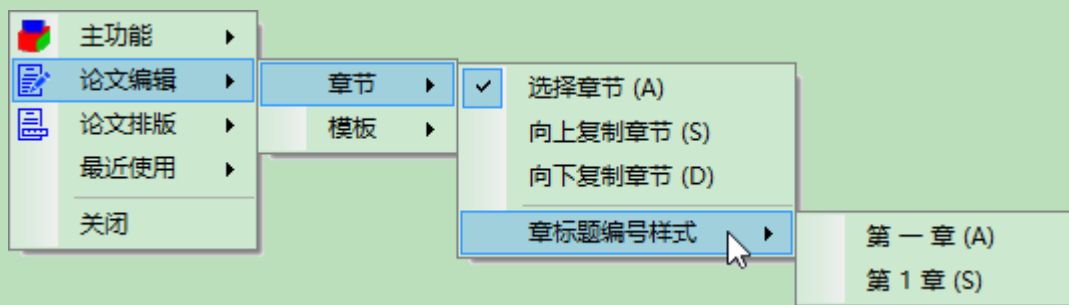 主功能
论文编辑
论文排版
最近使用
关闭
章节
模板
选择章节 (A)
向上复制章节 (S)
向下复制章节 (D)
章标题编号样式
第 一 章 (A)
第 1 章 (S)